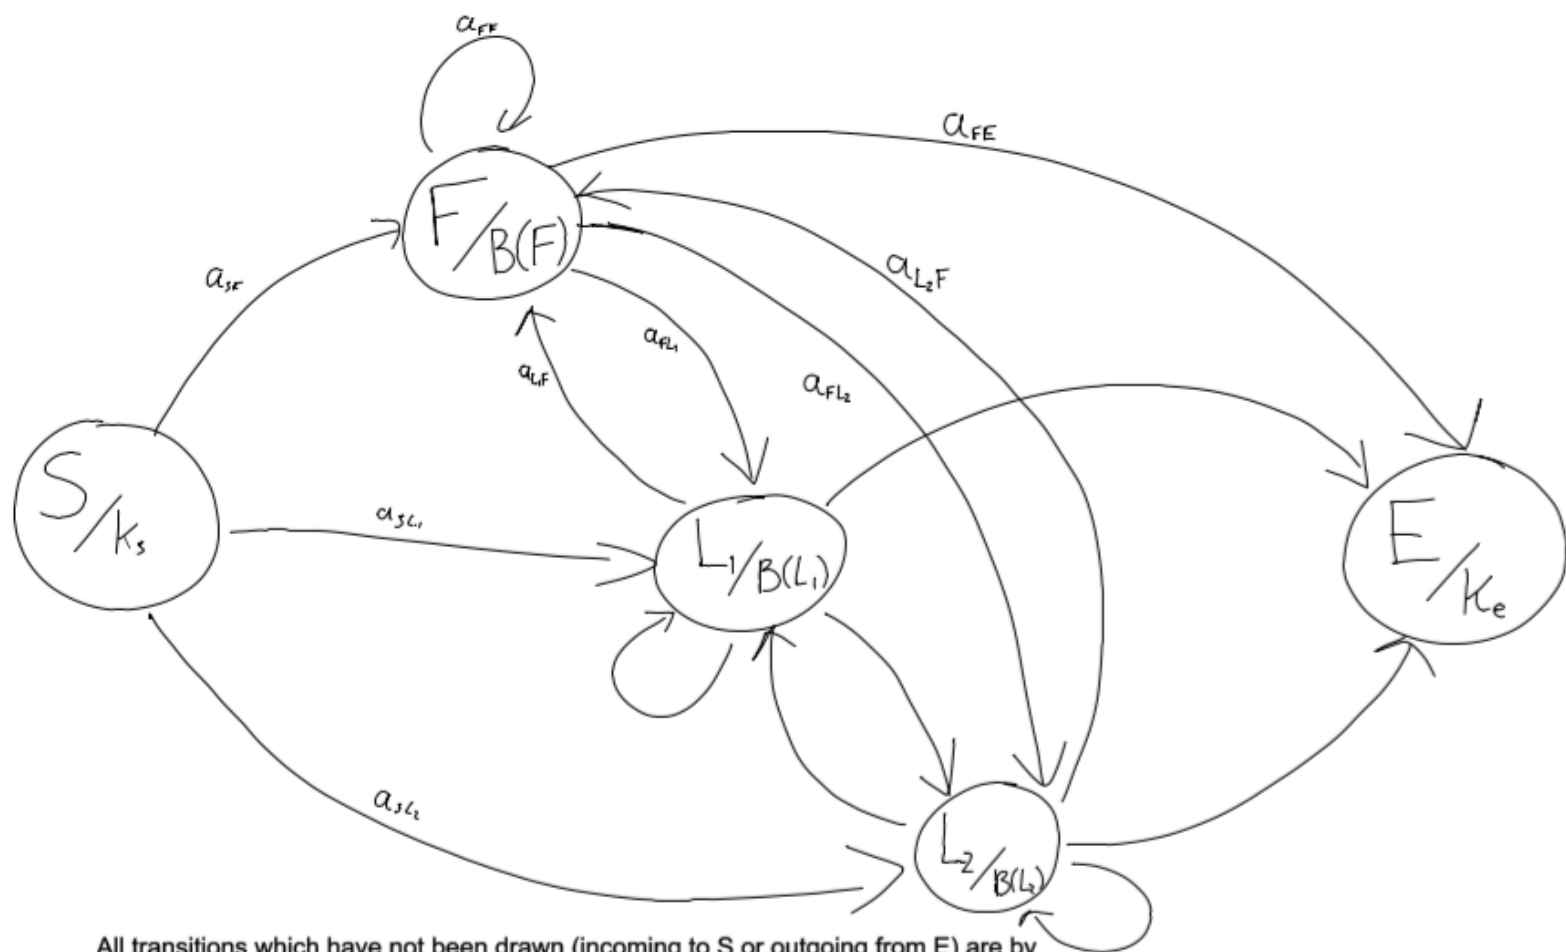 a_FF
a_FE
F/B(F)
a_SF
a_L₂F
a_FL₁
a_L₁F
a_FL₂
S/k_s
a_SL₁
L₁/B(L₁)
E/k_e
a_SL₂
L₂/B(L₂)
All transitions which have not been drawn (incoming to S or outgoing from E) are by